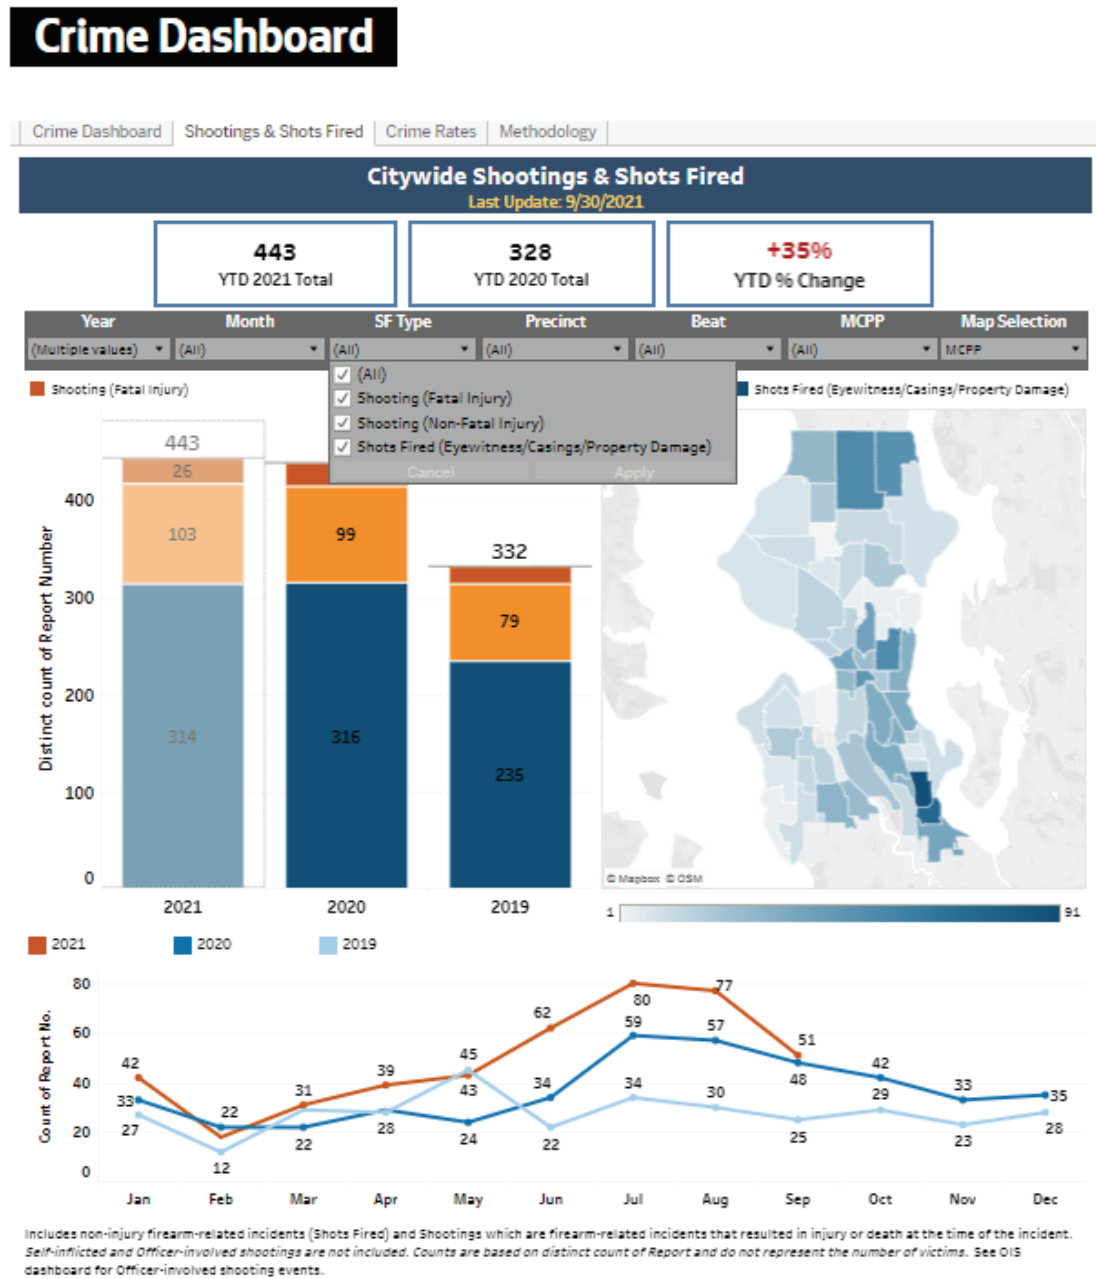 Crime Dashboard
Crime Dashboard Shootings & Shots Fired Crime Rates Methodology
Citywide Shootings & Shots Fired
Last Update: 9/30/2021
443 328 +35%
YTD 2021 Total YTD 2020 Total YTD % Change
Year Month SF Type Precinct Beat MCPP Map Selection
(Multiple values) (All) (All) (All) (All) (All) MCPP
(All)
Shooting (Fatal Injury)
Shooting (Non-Fatal Injury)
Shots Fired (Eyewitness/Casings/Property Damage)
Cancel Apply
Shooting (Fatal Injury) Shots Fired (Eyewitness/Casings/Property Damage)
Distinct count of Report Number
400
300
200
100
0
443
26
103
314
99
316
332
79
235
2021 2020 2019
© Mapbox © OSM
1 91
2021 2020 2019
Count of Report No.
80
60
40
20
0
42 31 39 43 62 80 77 51
33 22 22 24 34 59 57 48 42 33 35
27 12 28 45 22 34 30 25 29 23 28
Jan Feb Mar Apr May Jun Jul Aug Sep Oct Nov Dec
Includes non-injury firearm-related incidents (Shots Fired) and Shootings which are firearm-related incidents that resulted in injury or death at the time of the incident.
Self-inflicted and Officer-involved shootings are not included. Counts are based on distinct count of Report and do not represent the number of victims. See OIS
dashboard for Officer-involved shooting events.